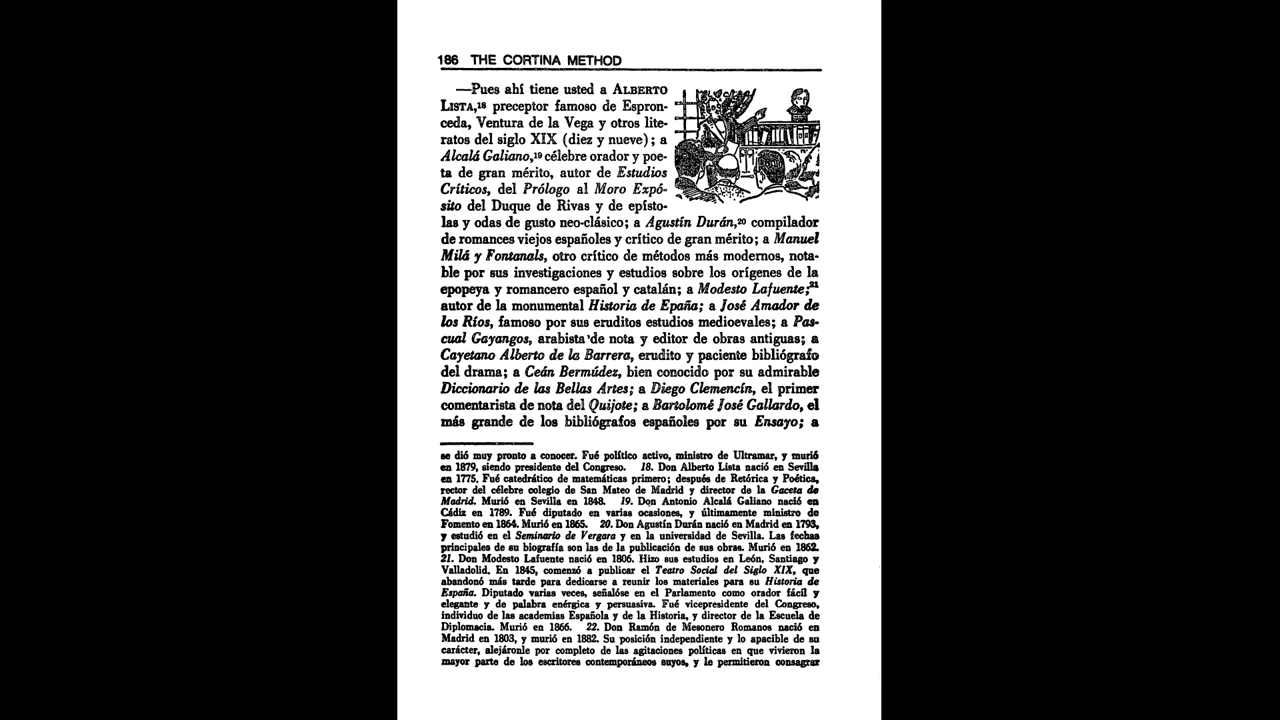 186 THE CORTINA METHOD
—Pues ahí tiene usted a ALBERTO
LISTA,18 preceptor famoso de Espron-
ceda, Ventura de la Vega y otros lite-
ratos del siglo XIX (diez y nueve); a
Alcalá Galiano,19 célebre orador y poe-
ta de gran mérito, autor de Estudios
Críticos, del Prólogo al Moro Expó-
sito del Duque de Rivas y de epísto-
las y odas de gusto neo-clásico; a Agustín Durán,20 compilador
de romances viejos españoles y crítico de gran mérito; a Manuel
Milá y Fontanals, otro crítico de métodos más modernos, nota-
ble por sus investigaciones y estudios sobre los orígenes de la
epopeya y romancero español y catalán; a Modesto Lafuente;21
autor de la monumental Historia de Epaña; a José Amador de
los Ríos, famoso por sus eruditos estudios medioevales; a Pas-
cual Gayangos, arabista de nota y editor de obras antiguas; a
Cayetano Alberto de la Barrera, erudito y paciente bibliógrafo
del drama; a Ceán Bermúdez, bien conocido por su admirable
Diccionario de las Bellas Artes; a Diego Clemencín, el primer
comentarista de nota del Quijote; a Bartolomé José Gallardo, el
más grande de los bibliógrafos españoles por su Ensayo; a
se dió muy pronto a conocer. Fué político activo, ministro de Ultramar, y murió
en 1879, siendo presidente del Congreso. 18. Don Alberto Lista nació en Sevilla
en 1775. Fué catedrático de matemáticas primero; después de Retórica y Poética,
rector del célebre colegio de San Mateo de Madrid y director de la Gaceta de
Madrid. Murió en Sevilla en 1848. 19. Don Antonio Alcalá Galiano nació en
Cádiz en 1789. Fué diputado en varias ocasiones, y últimamente ministro de
Fomento en 1864. Murió en 1865. 20. Don Agustín Durán nació en Madrid en 1793,
y estudió en el Seminario de Vergara y en la universidad de Sevilla. Las fechas
principales de su biografía son las de la publicación de sus obras. Murió en 1862.
21. Don Modesto Lafuente nació en 1806. Hizo sus estudios en León, Santiago y
Valladolid. En 1845, comenzó a publicar el Teatro Social del Siglo XIX, que
abandonó más tarde para dedicarse a reunir los materiales para su Historia de
España. Diputado varias veces, señalóse en el Parlamento como orador fácil y
elegante y de palabra enérgica y persuasiva. Fué vicepresidente del Congreso,
individuo de las academias Española y de la Historia, y director de la Escuela de
Diplomacia. Murió en 1866. 22. Don Ramón de Mesonero Romanos nació en
Madrid en 1803, y murió en 1882. Su posición independiente y lo apacible de su
carácter, alejáronle por completo de las agitaciones políticas en que vivieron la
mayor parte de los escritores contemporáneos suyos, y le permitieron consagrar